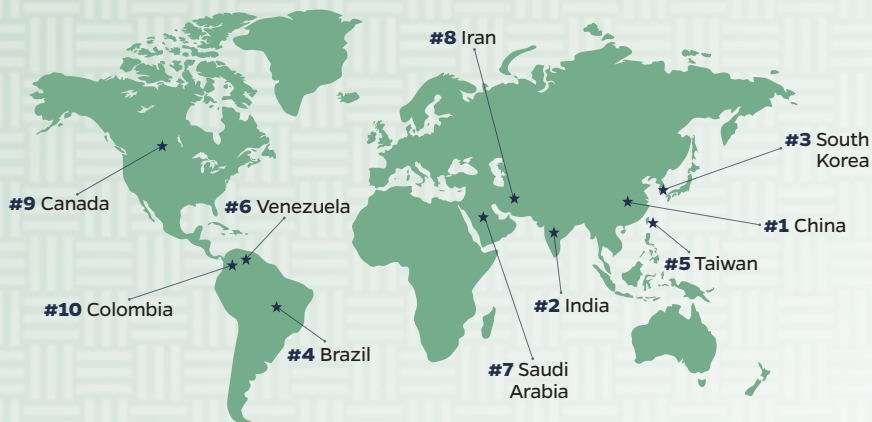 #8 Iran
#3 South
Korea
#9 Canada
#6 Venezuela
#1 China
#5 Taiwan
#10 Colombia
#2 India
#4 Brazil
#7 Saudi
Arabia